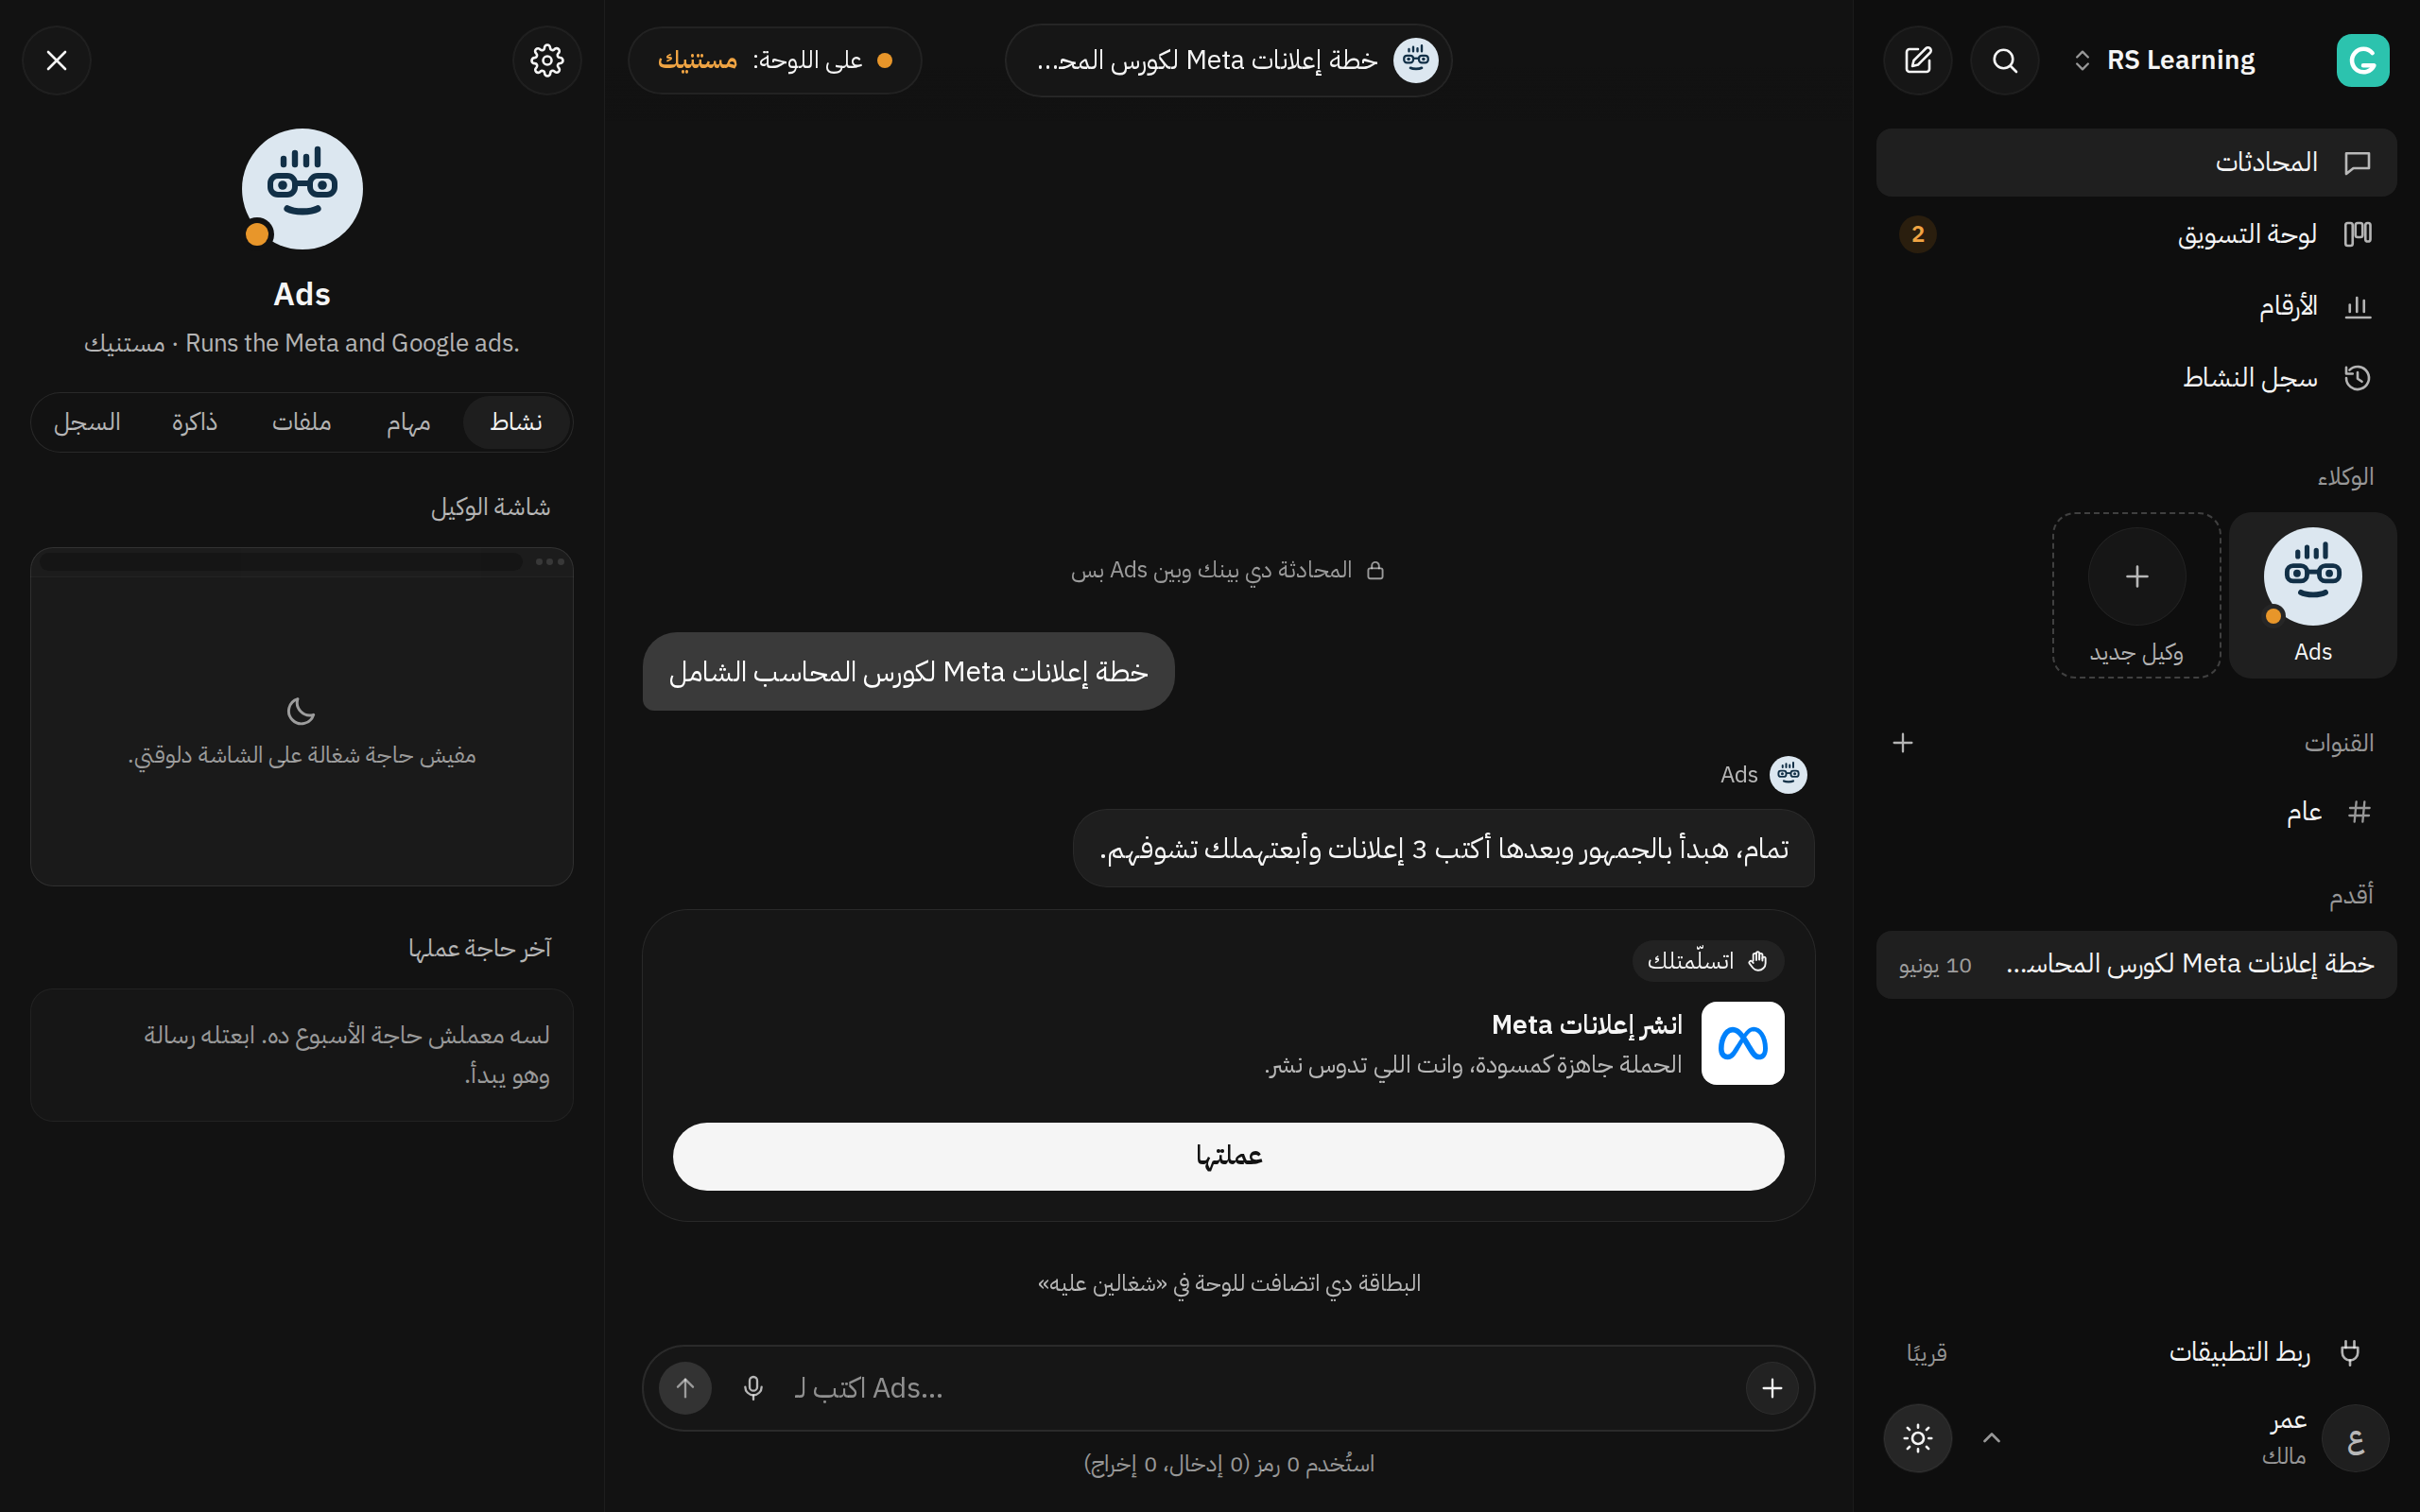 RS Learning
المحادثات
لوحة التسويق
2
الأرقام
سجل النشاط
الوكلاء
Ads
وكيل جديد
القنوات
عام
أقدم
خطة إعلانات Meta لكورس المحاسـ...
10 يونيو
ربط التطبيقات
قريبًا
ع
عمر
مالك
خطة إعلانات Meta لكورس المحـ...
على اللوحة: مستنيك
المحادثة دي بينك وبين Ads بس
خطة إعلانات Meta لكورس المحاسب الشامل
Ads
تمام، هبدأ بالجمهور وبعدها أكتب 3 إعلانات وأبعتهملك تشوفهم.
اتسلّمتلك
انشر إعلانات Meta
الحملة جاهزة كمسودة، وانت اللي تدوس نشر.
عملتها
البطاقة دي اتضافت للوحة في «شغالين عليه»
اكتب لـ Ads...
استُخدم 0 رمز (0 إدخال، 0 إخراج)
Ads
Runs the Meta and Google ads. · مستنيك
نشاط
مهام
ملفات
ذاكرة
السجل
شاشة الوكيل
مفيش حاجة شغالة على الشاشة دلوقتي.
آخر حاجة عملها
لسه معملش حاجة الأسبوع ده. ابعتله رسالة
وهو يبدأ.